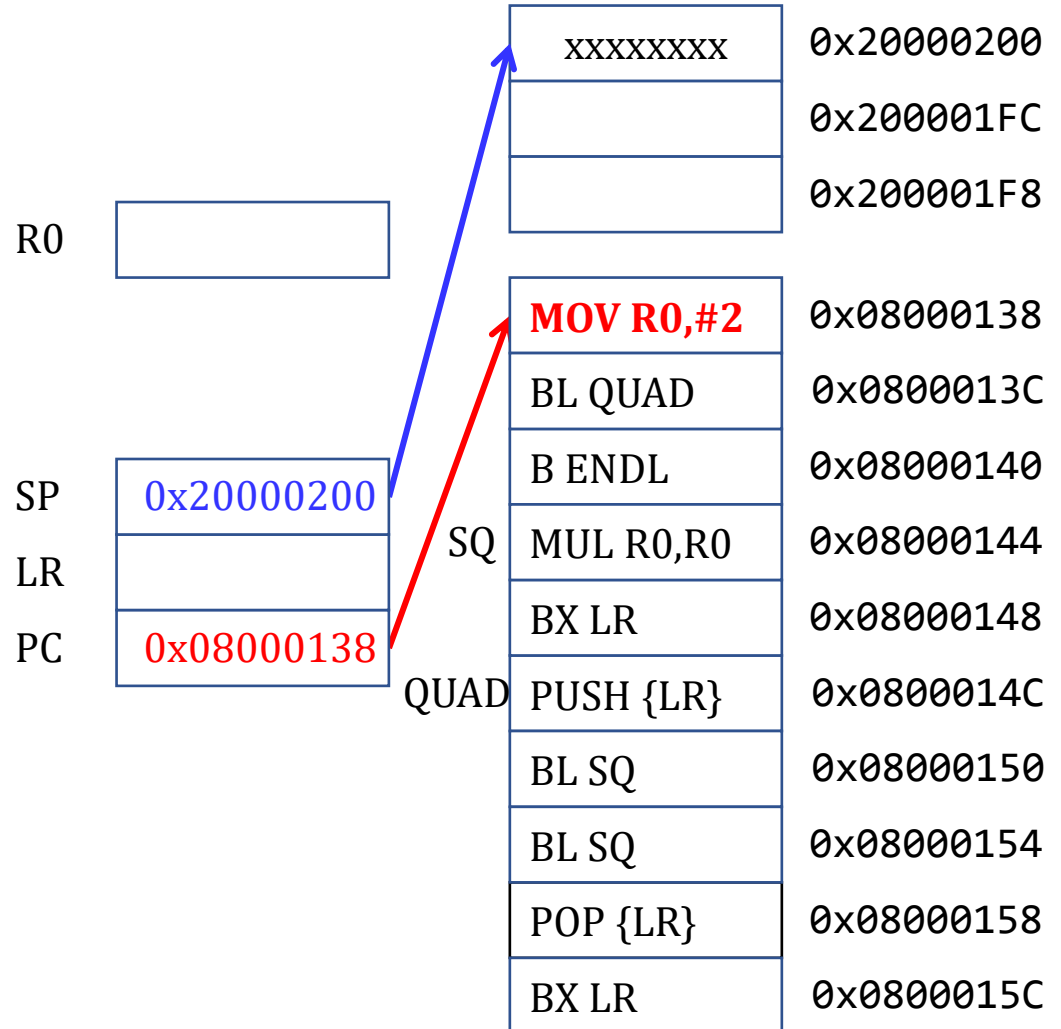 xxxxxxxx 0x20000200
0x200001FC
0x200001F8
R0
MOV R0,#2 0x08000138
BL QUAD 0x0800013C
B ENDL 0x08000140
SP 0x20000200
SQ MUL R0,R0 0x08000144
LR
BX LR 0x08000148
PC 0x08000138
QUAD PUSH {LR} 0x0800014C
BL SQ 0x08000150
BL SQ 0x08000154
POP {LR} 0x08000158
BX LR 0x0800015C